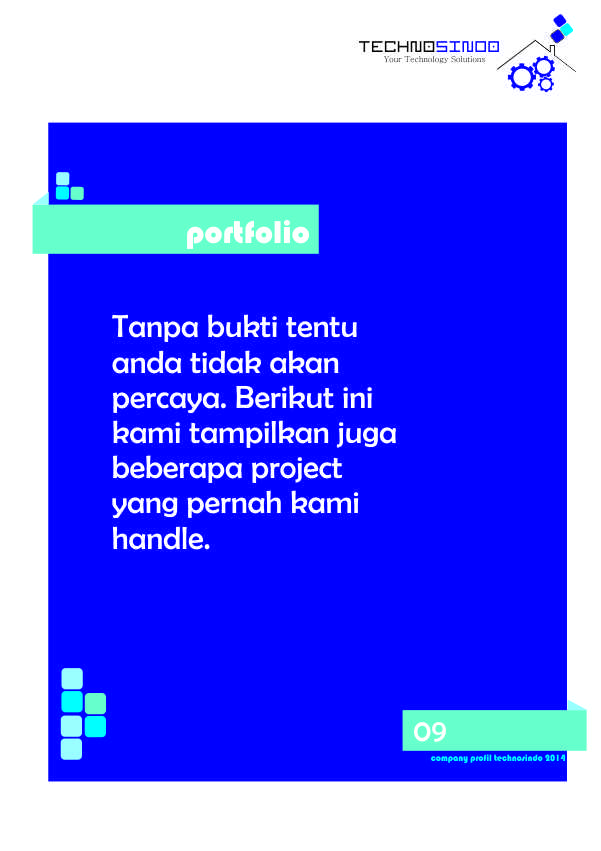 TECHNOSINDO
Your Technology Solutions
portfolio
Tanpa bukti tentu
anda tidak akan
percaya. Berikut ini
kami tampilkan juga
beberapa project
yang pernah kami
handle.
09
company profil technosindo 2014